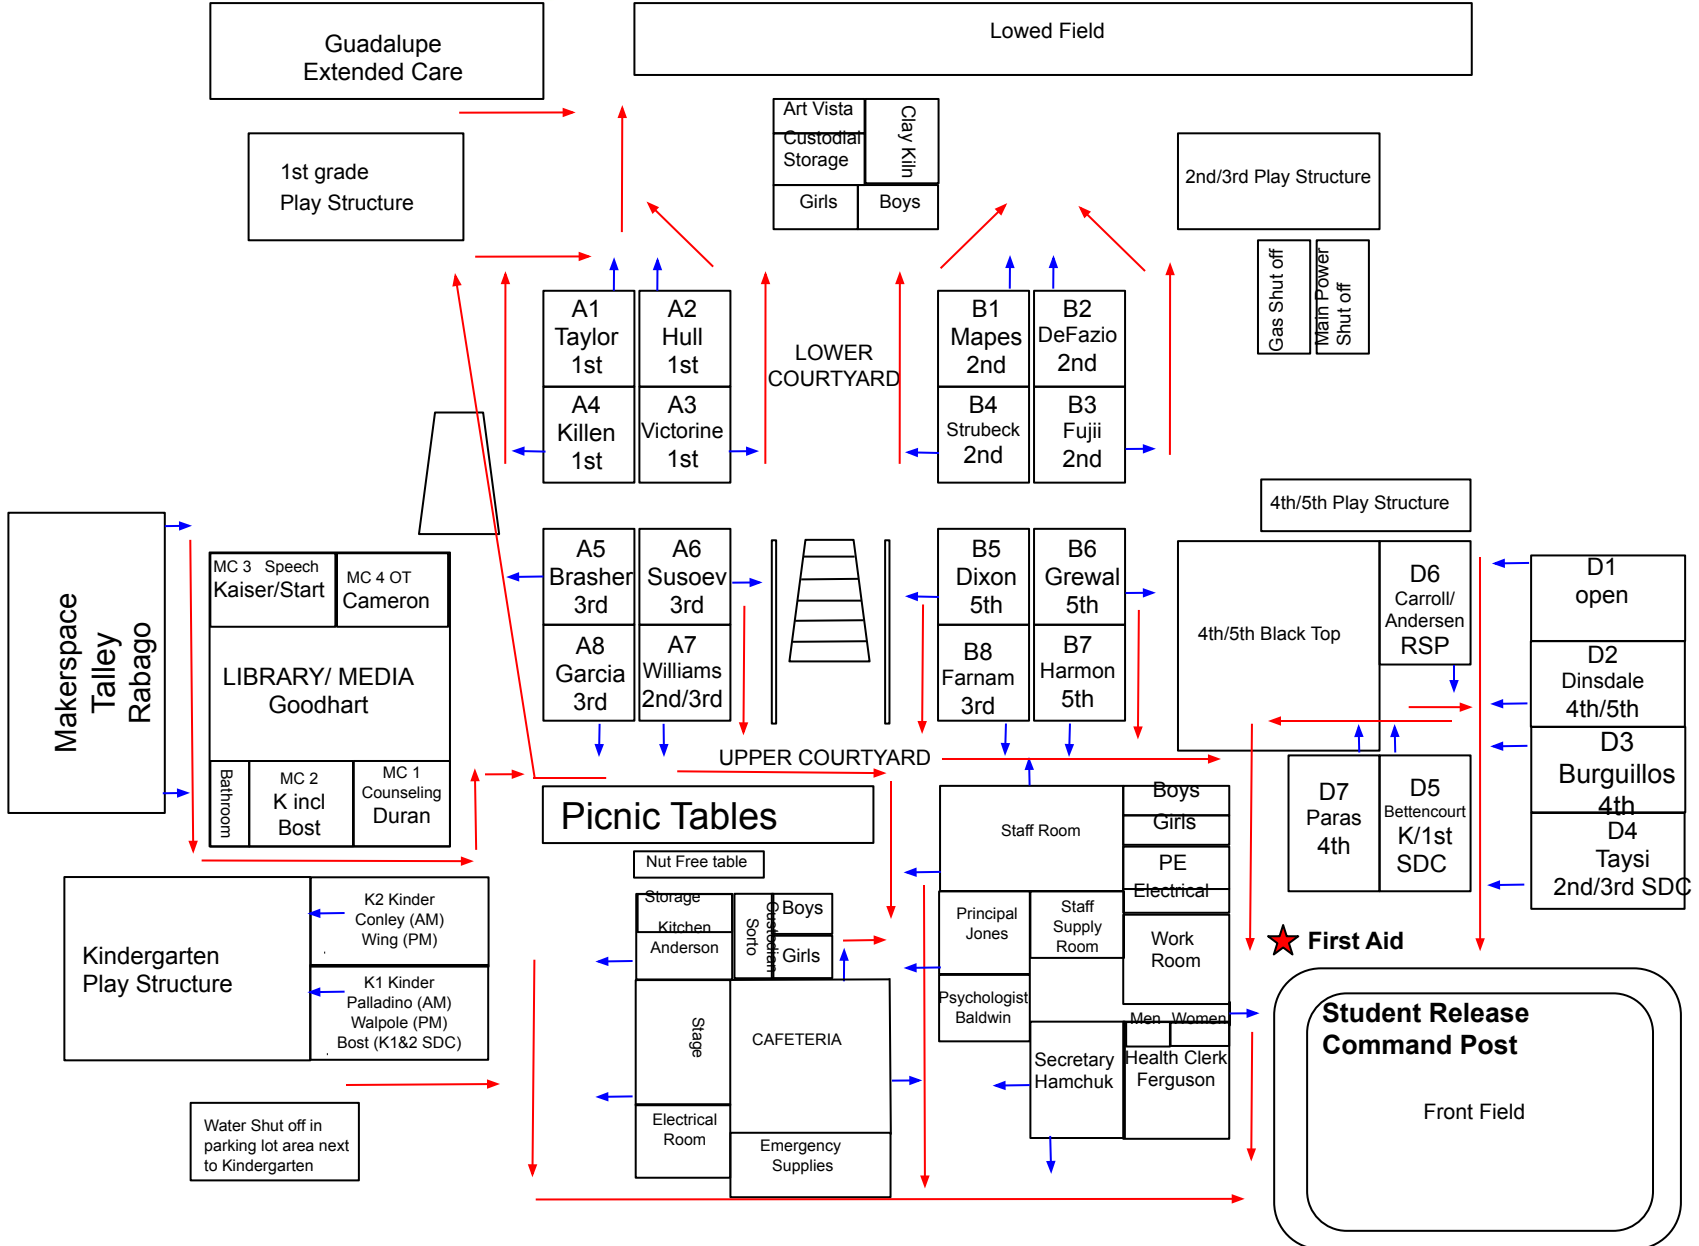 Guadalupe
Extended Care
Lowed Field
Art Vista
Custodial
Storage
Clay Kiln
Girls
Boys
1st grade
Play Structure
2nd/3rd Play Structure
Gas Shut off
Main Power
Shut off
A1
Taylor
1st
A2
Hull
1st
A4
Killen
1st
A3
Victorine
1st
LOWER
COURTYARD
B1
Mapes
2nd
B2
DeFazio
2nd
B4
Strubeck
2nd
B3
Fujii
2nd
4th/5th Play Structure
Makerspace
Talley
Rabago
MC 3 Speech
Kaiser/Start
MC 4 OT
Cameron
LIBRARY/ MEDIA
Goodhart
Bathroom
MC 2
K incl
Bost
MC 1
Counseling
Duran
A5
Brasher
3rd
A6
Susoev
3rd
A8
Garcia
3rd
A7
Williams
2nd/3rd
B5
Dixon
5th
B6
Grewal
5th
B8
Farnam
3rd
B7
Harmon
5th
4th/5th Black Top
D6
Carroll/
Andersen
RSP
D1
open
D2
Dinsdale
4th/5th
D3
Burguillos
4th
D4
Taysi
2nd/3rd SDC
D7
Paras
4th
D5
Bettencourt
K/1st
SDC
UPPER COURTYARD
Picnic Tables
Nut Free table
Storage
Kitchen
Anderson
Custodian
Sorto
Boys
Girls
Stage
CAFETERIA
Electrical
Room
Emergency
Supplies
Staff Room
Boys
Girls
PE
Electrical
Principal
Jones
Staff
Supply
Room
Work
Room
Psychologist
Baldwin
Men Women
Secretary
Hamchuk
Health Clerk
Ferguson
Kindergarten
Play Structure
K2 Kinder
Conley (AM)
Wing (PM)
K1 Kinder
Palladino (AM)
Walpole (PM)
Bost (K1&2 SDC)
Water Shut off in
parking lot area next
to Kindergarten
First Aid
Student Release
Command Post
Front Field